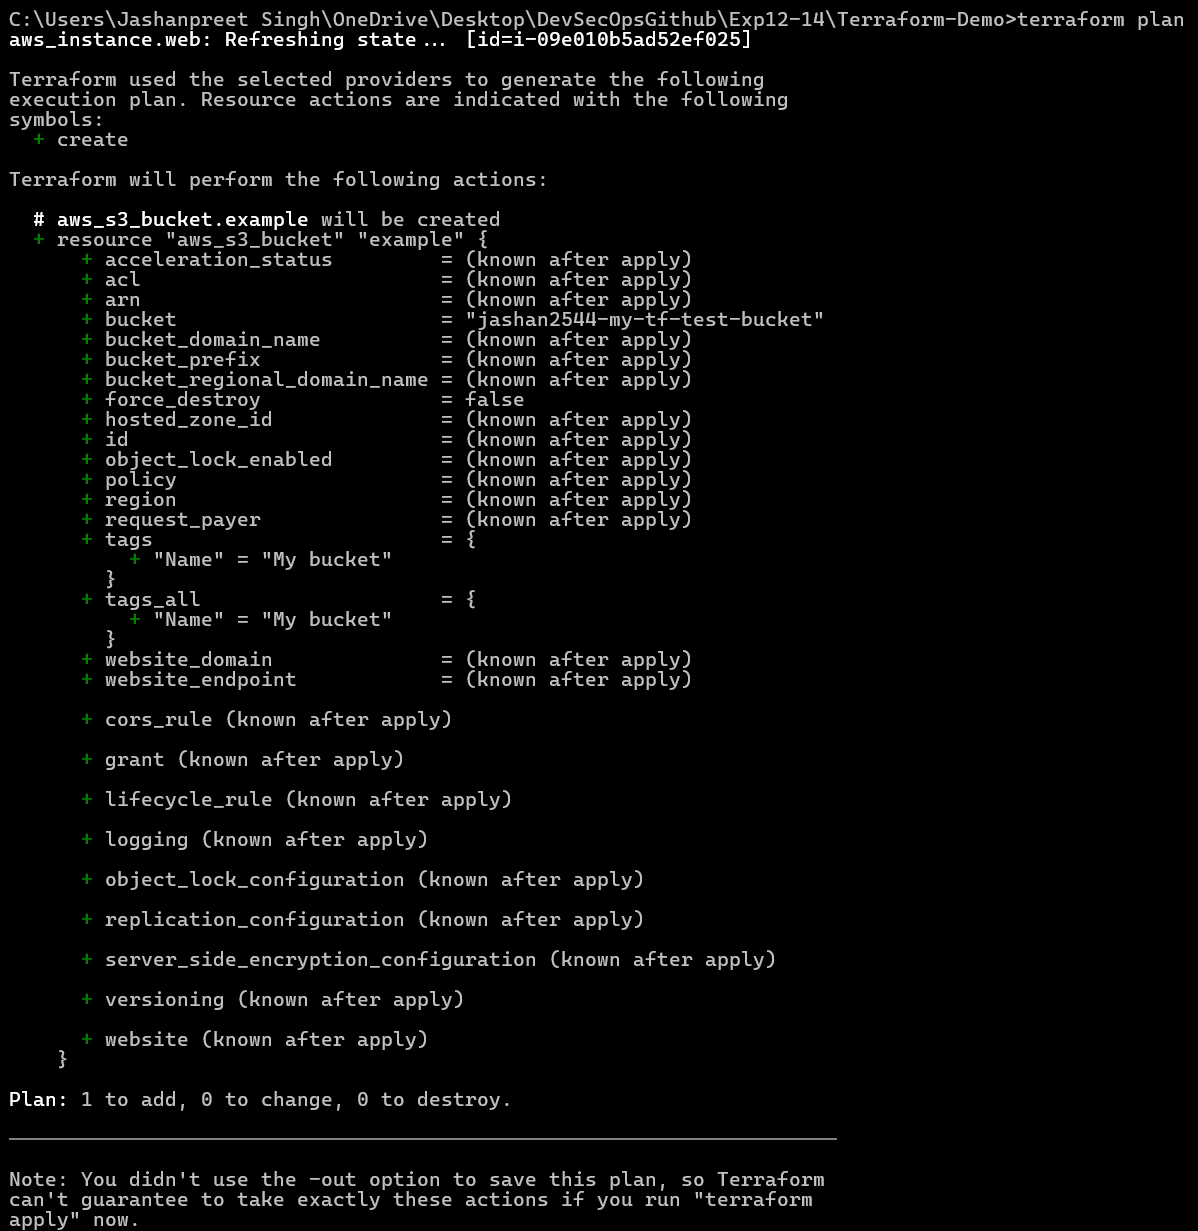 C:\Users\Jashanpreet Singh\OneDrive\Desktop\DevSecOpsGithub\Exp12-14\Terraform-Demo>terraform plan
aws_instance.web: Refreshing state... [id=i-09e010b5ad52ef025]

Terraform used the selected providers to generate the following
execution plan. Resource actions are indicated with the following
symbols:
  + create

Terraform will perform the following actions:

  # aws_s3_bucket.example will be created
  + resource "aws_s3_bucket" "example" {
      + acceleration_status         = (known after apply)
      + acl                         = (known after apply)
      + arn                         = (known after apply)
      + bucket                      = "jashan2544-my-tf-test-bucket"
      + bucket_domain_name          = (known after apply)
      + bucket_prefix               = (known after apply)
      + bucket_regional_domain_name = (known after apply)
      + force_destroy               = false
      + hosted_zone_id              = (known after apply)
      + id                          = (known after apply)
      + object_lock_enabled         = (known after apply)
      + policy                      = (known after apply)
      + region                      = (known after apply)
      + request_payer               = (known after apply)
      + tags                        = {
          + "Name" = "My bucket"
        }
      + tags_all                    = {
          + "Name" = "My bucket"
        }
      + website_domain              = (known after apply)
      + website_endpoint            = (known after apply)

      + cors_rule (known after apply)

      + grant (known after apply)

      + lifecycle_rule (known after apply)

      + logging (known after apply)

      + object_lock_configuration (known after apply)

      + replication_configuration (known after apply)

      + server_side_encryption_configuration (known after apply)

      + versioning (known after apply)

      + website (known after apply)
    }

Plan: 1 to add, 0 to change, 0 to destroy.

Note: You didn't use the -out option to save this plan, so Terraform
can't guarantee to take exactly these actions if you run "terraform
apply" now.